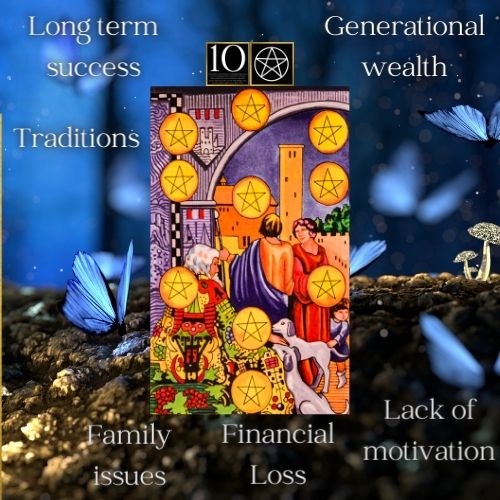 Long term
success
Generational
wealth
10
Traditions
Family
issues
Financial
Loss
Lack of
motivation